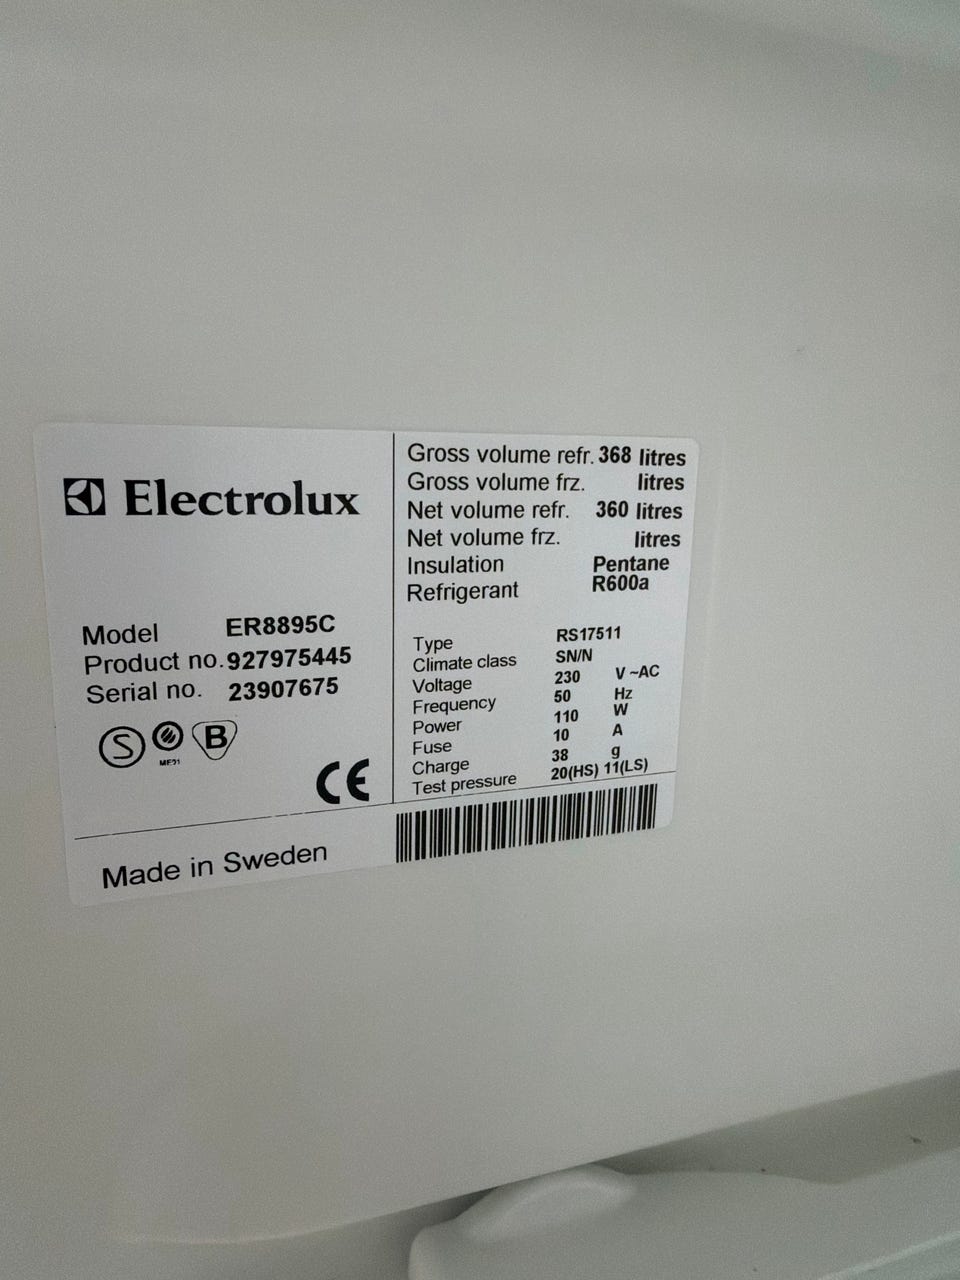 Electrolux
Model ER8895C
Product no. 927975445
Serial no. 23907675
S
B
CE
Made in Sweden
Gross volume refr. 368 litres
Gross volume frz. litres
Net volume refr. 360 litres
Net volume frz. litres
Insulation Pentane
Refrigerant R600a
Type RS17511
Climate class SN/N
Voltage 230 V ~AC
Frequency 50 Hz
Power 110 W
Fuse 10 A
Charge 38 g
Test pressure 20(HS) 11(LS)